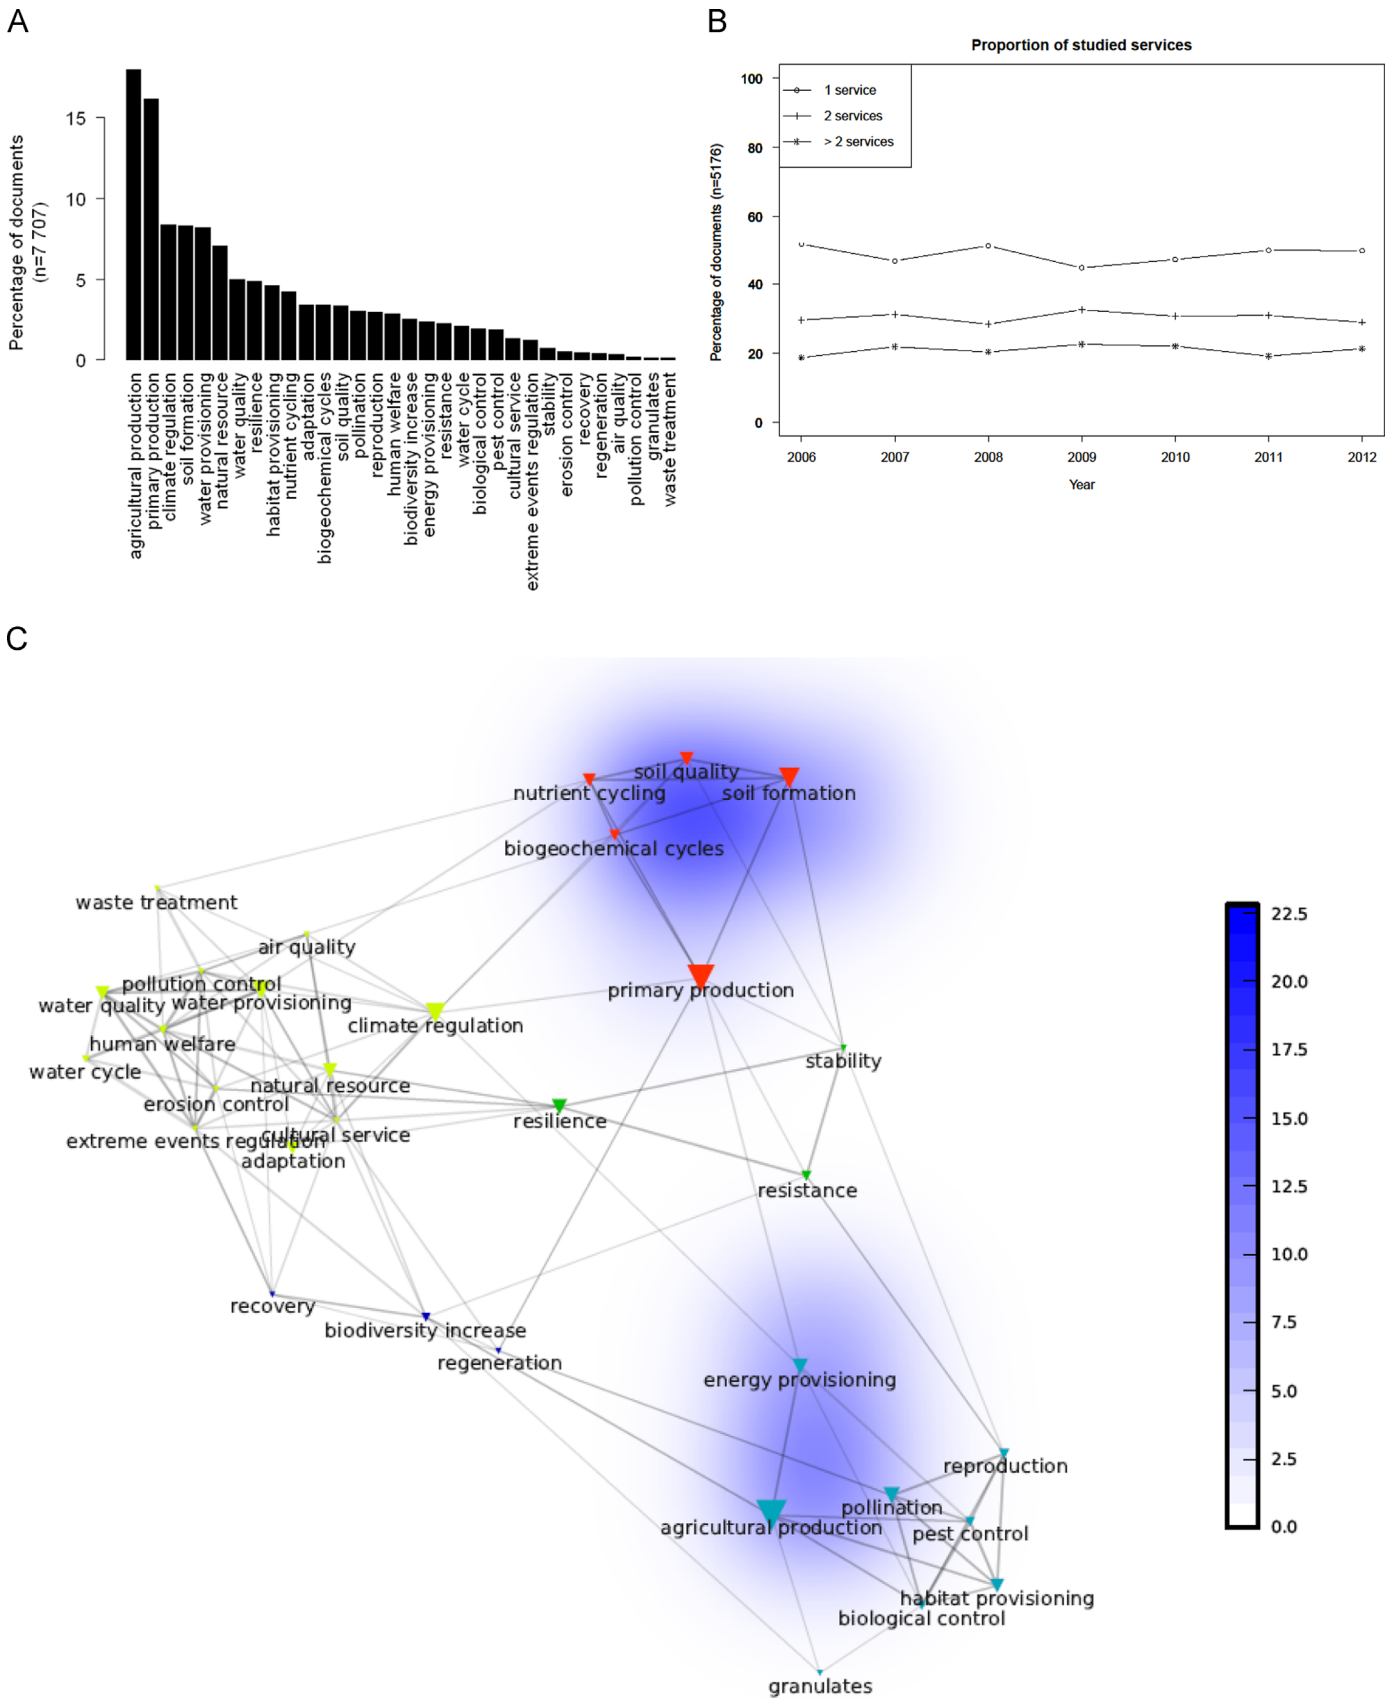 A
Percentage of documents
(n=7 707)
15
10
5
0
agricultural production
primary production
climate regulation
soil formation
water provisioning
natural resource
water quality
resilience
habitat provisioning
nutrient cycling
adaptation
biogeochemical cycles
soil quality
pollination
reproduction
human welfare
biodiversity increase
energy provisioning
resistance
water cycle
biological control
pest control
cultural service
extreme events regulation
stability
erosion control
recovery
regeneration
air quality
pollution control
granulates
waste treatment
B
Proportion of studied services
1 service
2 services
> 2 services
Percentage of documents (n=5176)
100
80
60
40
20
0
2006 2007 2008 2009 2010 2011 2012
Year
C
soil quality
nutrient cycling
soil formation
biogeochemical cycles
waste treatment
air quality
pollution control
water quality
water provisioning
primary production
climate regulation
human welfare
stability
water cycle
natural resource
erosion control
resilience
cultural service
extreme events regulation
adaptation
resistance
recovery
biodiversity increase
regeneration
energy provisioning
reproduction
pollination
agricultural production
pest control
habitat provisioning
biological control
granulates
22.5
20.0
17.5
15.0
12.5
10.0
7.5
5.0
2.5
0.0